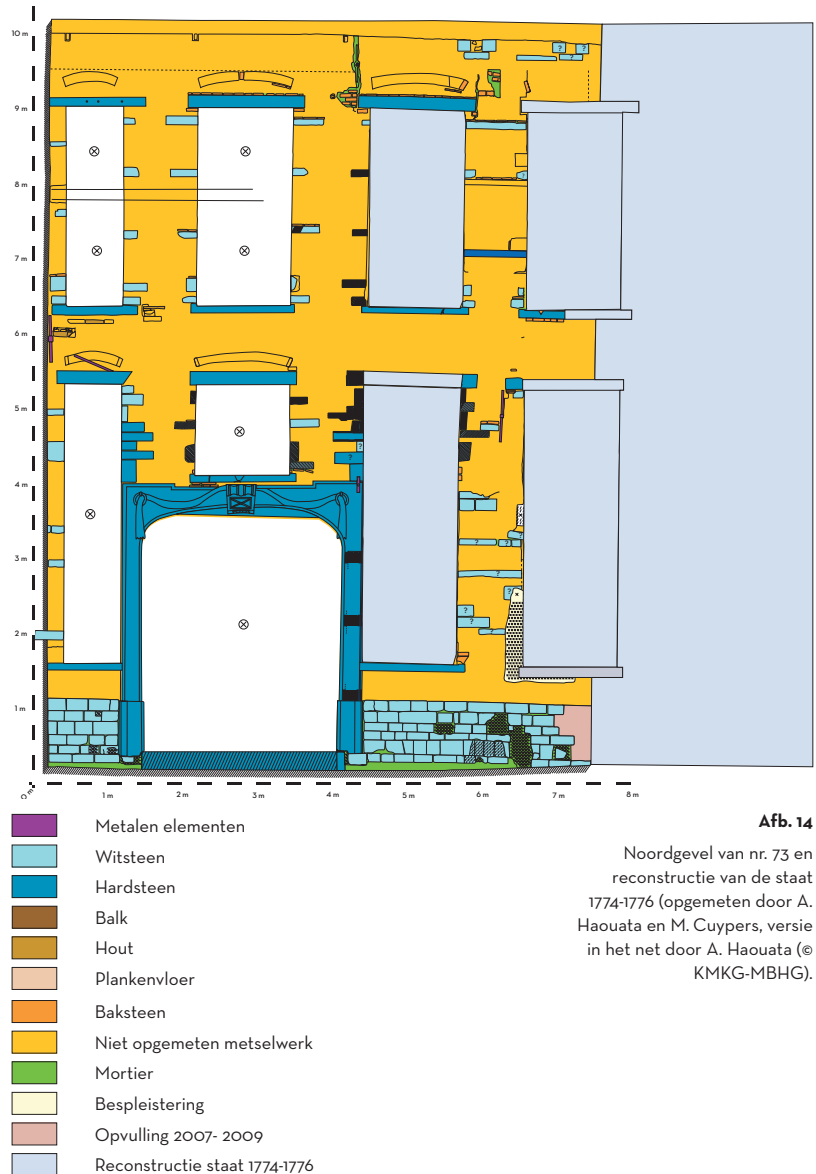 10 m
9 m
8 m
7 m
6 m
5 m
4 m
3 m
2 m
1 m
0 m
1 m
2 m
3 m
4 m
5 m
6 m
7 m
8 m
?
?
?
?
?
?
?
?
?
?
?
?
?
Metalen elementen
Witsteen
Hardsteen
Balk
Hout
Plankenvloer
Baksteen
Niet opgemeten metselwerk
Mortier
Bespleistering
Opvulling 2007- 2009
Reconstructie staat 1774-1776
Afb. 14
Noordgevel van nr. 73 en
reconstructie van de staat
1774-1776 (opgemeten door A.
Haouata en M. Cuypers, versie
in het net door A. Haouata (©
KMKG-MBHG).